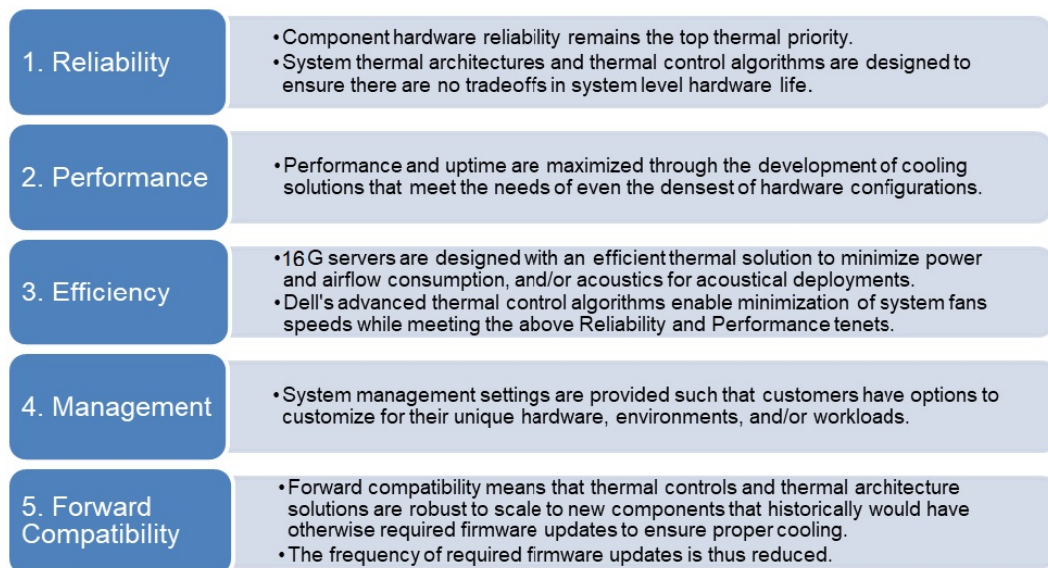 1. Reliability
•Component hardware reliability remains the top thermal priority.
•System thermal architectures and thermal control algorithms are designed to
ensure there are no tradeoffs in system level hardware life.
2. Performance
•Performance and uptime are maximized through the development of cooling
solutions that meet the needs of even the densest of hardware configurations.
3. Efficiency
•16G servers are designed with an efficient thermal solution to minimize power
and airflow consumption, and/or acoustics for acoustical deployments.
•Dell's advanced thermal control algorithms enable minimization of system fans
speeds while meeting the above Reliability and Performance tenets.
4. Management
•System management settings are provided such that customers have options to
customize for their unique hardware, environments, and/or workloads.
5. Forward
Compatibility
•Forward compatibility means that thermal controls and thermal architecture
solutions are robust to scale to new components that historically would have
otherwise required firmware updates to ensure proper cooling.
•The frequency of required firmware updates is thus reduced.